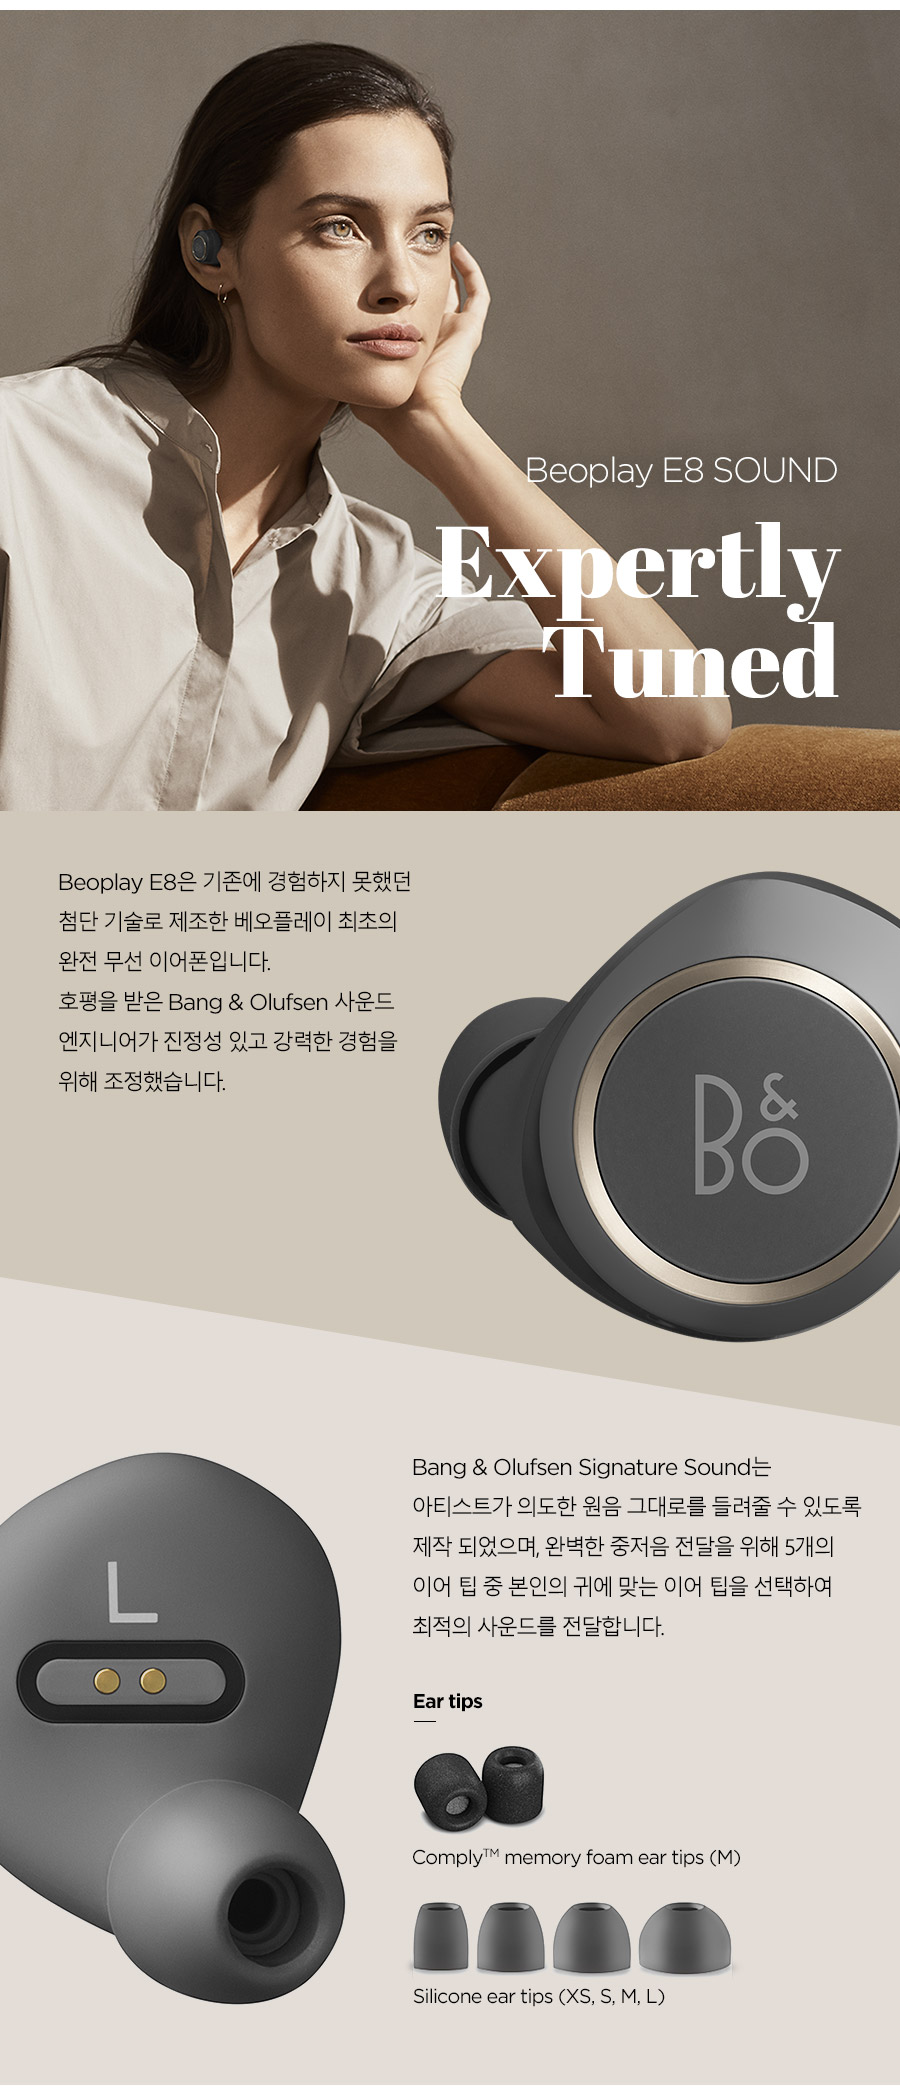 Beoplay E8 SOUND
Expertly
Tuned
Beoplay E8은 기존에 경험하지 못했던
첨단 기술로 제조한 베오플레이 최초의
완전 무선 이어폰입니다.
호평을 받은 Bang & Olufsen 사운드
엔지니어가 진정성 있고 강력한 경험을
위해 조정했습니다.
B&O
Bang & Olufsen Signature Sound는
아티스트가 의도한 원음 그대로를 들려줄 수 있도록
제작 되었으며, 완벽한 중저음 전달을 위해 5개의
이어 팁 중 본인의 귀에 맞는 이어 팁을 선택하여
최적의 사운드를 전달합니다.
L
Ear tips
Comply™ memory foam ear tips (M)
Silicone ear tips (XS, S, M, L)